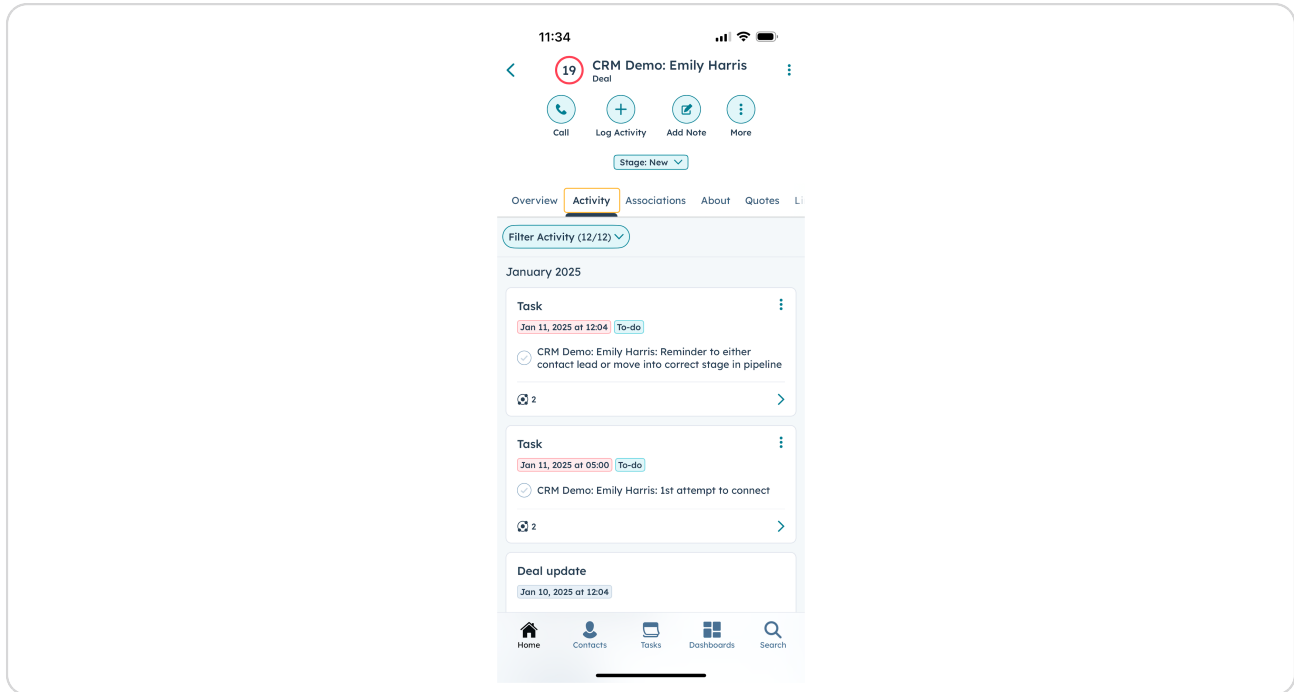 11:34
19
CRM Demo: Emily Harris
Deal
Call
Log Activity
Add Note
More
Stage: New
Overview
Activity
Associations
About
Quotes
Li
Filter Activity (12/12)
January 2025
Task
Jan 11, 2025 at 12:04 To-do
CRM Demo: Emily Harris: Reminder to either
contact lead or move into correct stage in pipeline
2
Task
Jan 11, 2025 at 05:00 To-do
CRM Demo: Emily Harris: 1st attempt to connect
2
Deal update
Jan 10, 2025 at 12:04
Home
Contacts
Tasks
Dashboards
Search